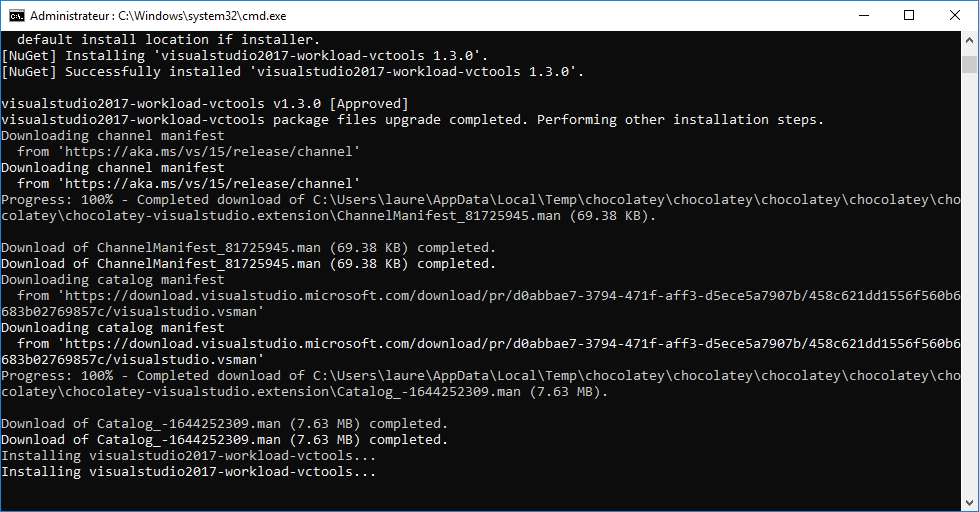 Administrateur : C:\Windows\system32\cmd.exe
default install location if installer.
[NuGet] Installing 'visualstudio2017-workload-vctools 1.3.0'.
[NuGet] Successfully installed 'visualstudio2017-workload-vctools 1.3.0'.
visualstudio2017-workload-vctools v1.3.0 [Approved]
visualstudio2017-workload-vctools package files upgrade completed. Performing other installation steps.
Downloading channel manifest
from 'https://aka.ms/vs/15/release/channel'
Downloading channel manifest
from 'https://aka.ms/vs/15/release/channel'
Progress: 100% - Completed download of C:\Users\laure\AppData\Local\Temp\chocolatey\chocolatey\chocolatey\chocolatey\cho
colatey\chocolatey-visualstudio.extension\ChannelManifest_81725945.man (69.38 KB).
Download of ChannelManifest_81725945.man (69.38 KB) completed.
Download of ChannelManifest_81725945.man (69.38 KB) completed.
Downloading catalog manifest
from 'https://download.visualstudio.microsoft.com/download/pr/d0abbae7-3794-471f-aff3-d5ece5a7907b/458c621dd1556f560b6
683b02769857c/visualstudio.vsman'
Downloading catalog manifest
from 'https://download.visualstudio.microsoft.com/download/pr/d0abbae7-3794-471f-aff3-d5ece5a7907b/458c621dd1556f560b6
683b02769857c/visualstudio.vsman'
Progress: 100% - Completed download of C:\Users\laure\AppData\Local\Temp\chocolatey\chocolatey\chocolatey\chocolatey\cho
colatey\chocolatey-visualstudio.extension\Catalog_-1644252309.man (7.63 MB).
Download of Catalog_-1644252309.man (7.63 MB) completed.
Download of Catalog_-1644252309.man (7.63 MB) completed.
Installing visualstudio2017-workload-vctools...
Installing visualstudio2017-workload-vctools...